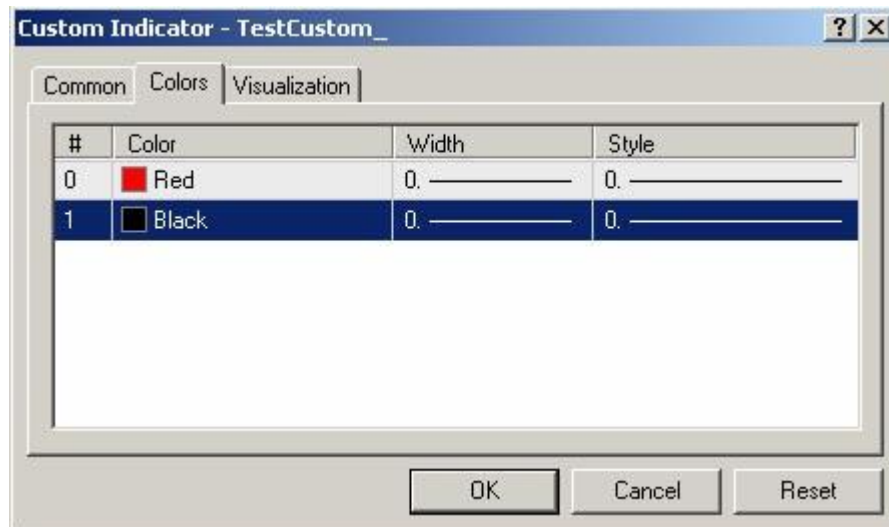 Custom Indicator - TestCustom_
Common Colors Visualization
# Color Width Style
0 Red 0. 0.
1 Black 0. 0.
OK Cancel Reset